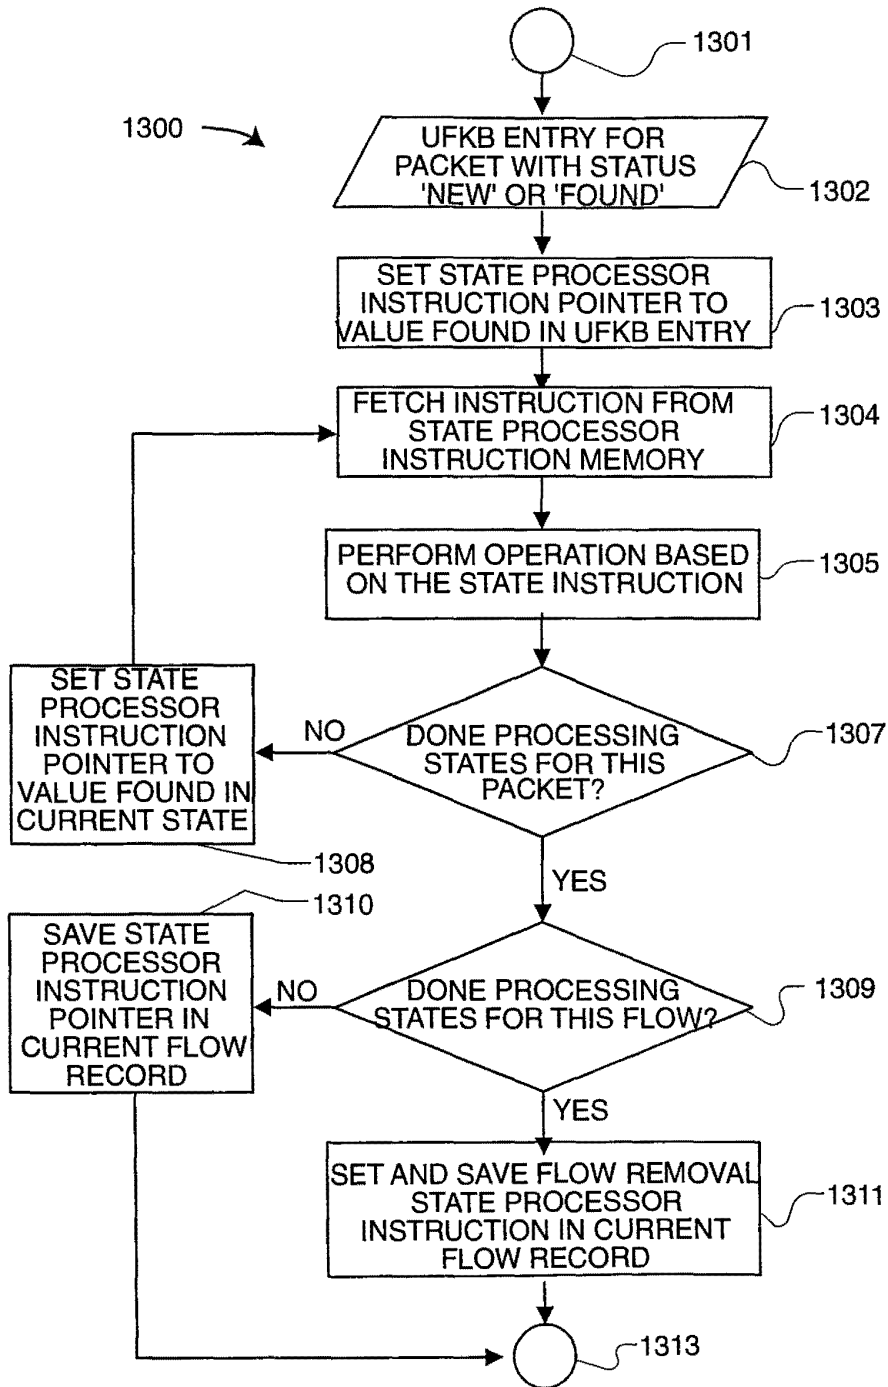 1301
1300
UFKB ENTRY FOR
PACKET WITH STATUS
'NEW' OR 'FOUND'
1302
SET STATE PROCESSOR
INSTRUCTION POINTER TO
VALUE FOUND IN UFKB ENTRY
1303
FETCH INSTRUCTION FROM
STATE PROCESSOR
INSTRUCTION MEMORY
1304
PERFORM OPERATION BASED
ON THE STATE INSTRUCTION
1305
SET STATE
PROCESSOR
INSTRUCTION
POINTER TO
VALUE FOUND IN
CURRENT STATE
1308
NO
DONE PROCESSING
STATES FOR THIS
PACKET?
1307
YES
1310
SAVE STATE
PROCESSOR
INSTRUCTION
POINTER IN
CURRENT FLOW
RECORD
NO
DONE PROCESSING
STATES FOR THIS FLOW?
1309
YES
SET AND SAVE FLOW REMOVAL
STATE PROCESSOR
INSTRUCTION IN CURRENT
FLOW RECORD
1311
1313